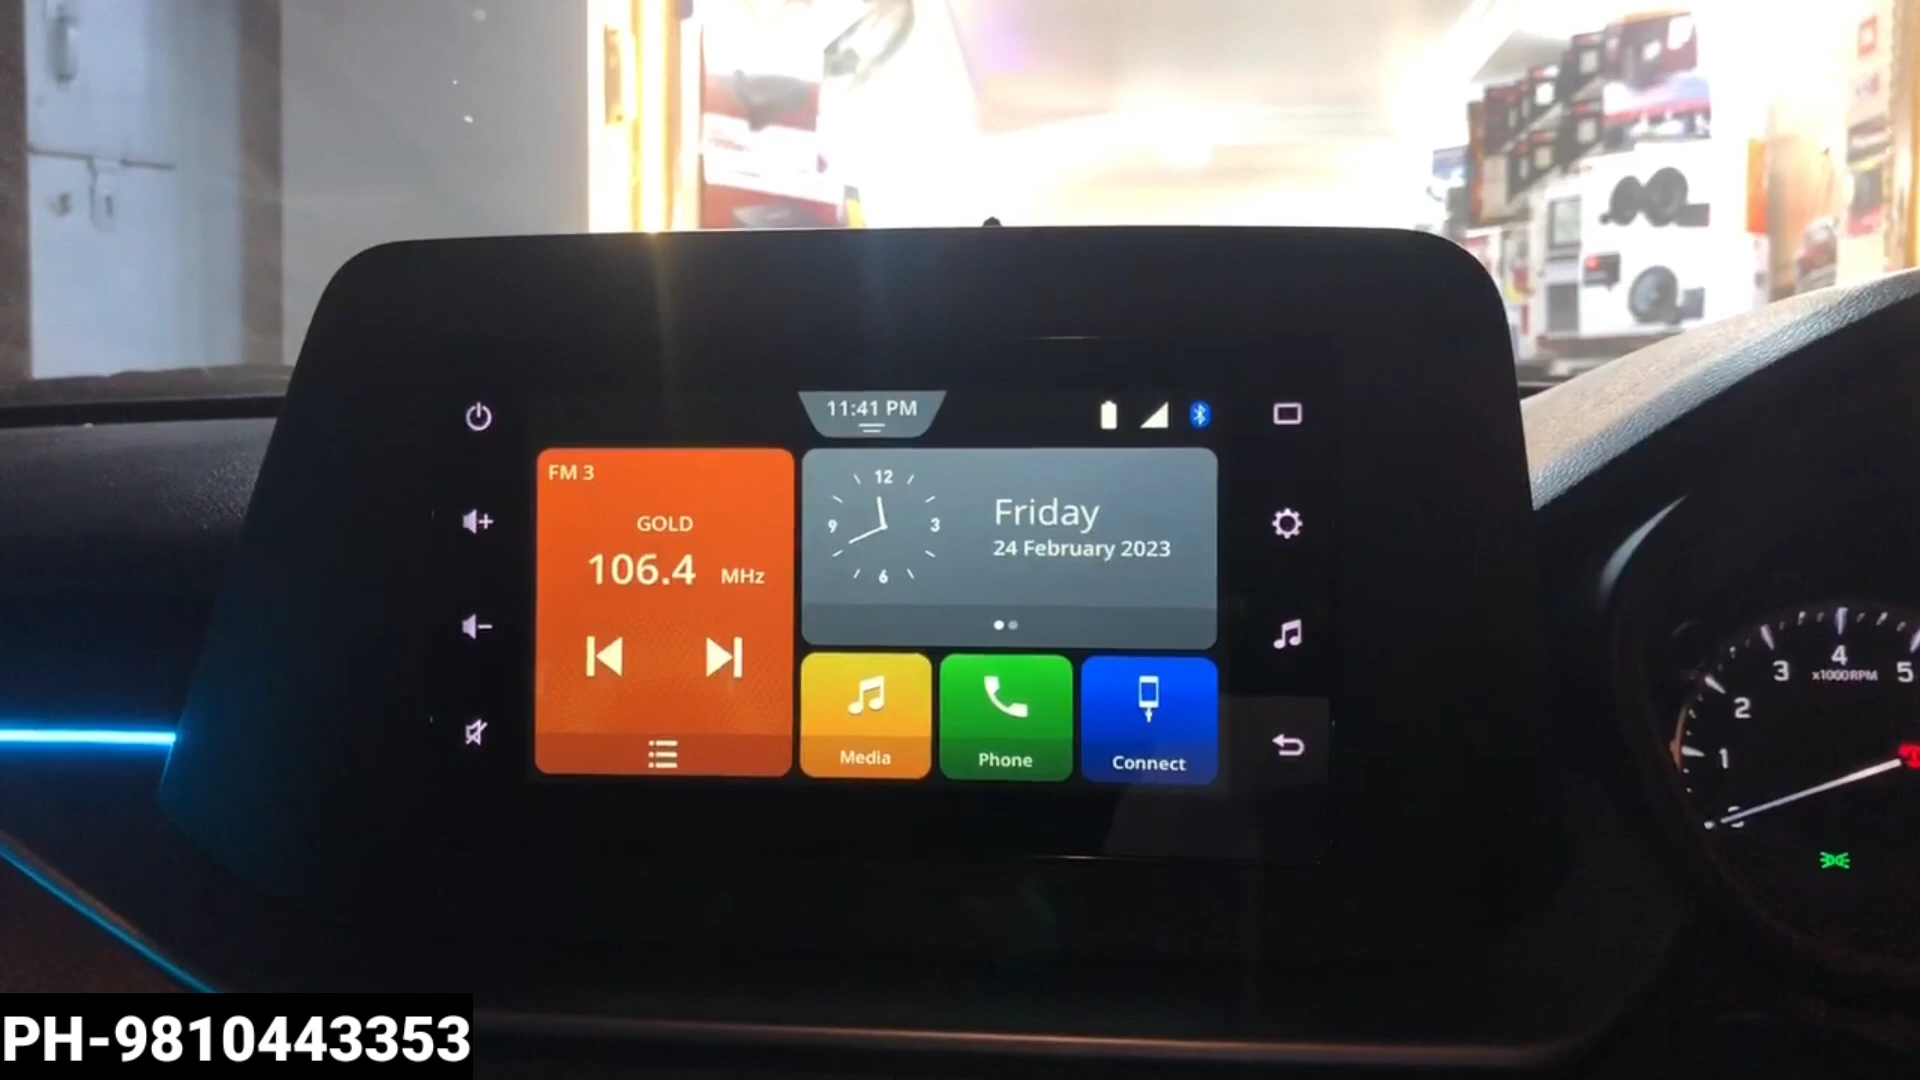 11:41 PM
FM 3
GOLD
106.4 MHz
12
3
6
9
Friday
24 February 2023
Media
Phone
Connect
1
2
3
4
5
x1000RPM
PH-9810443353